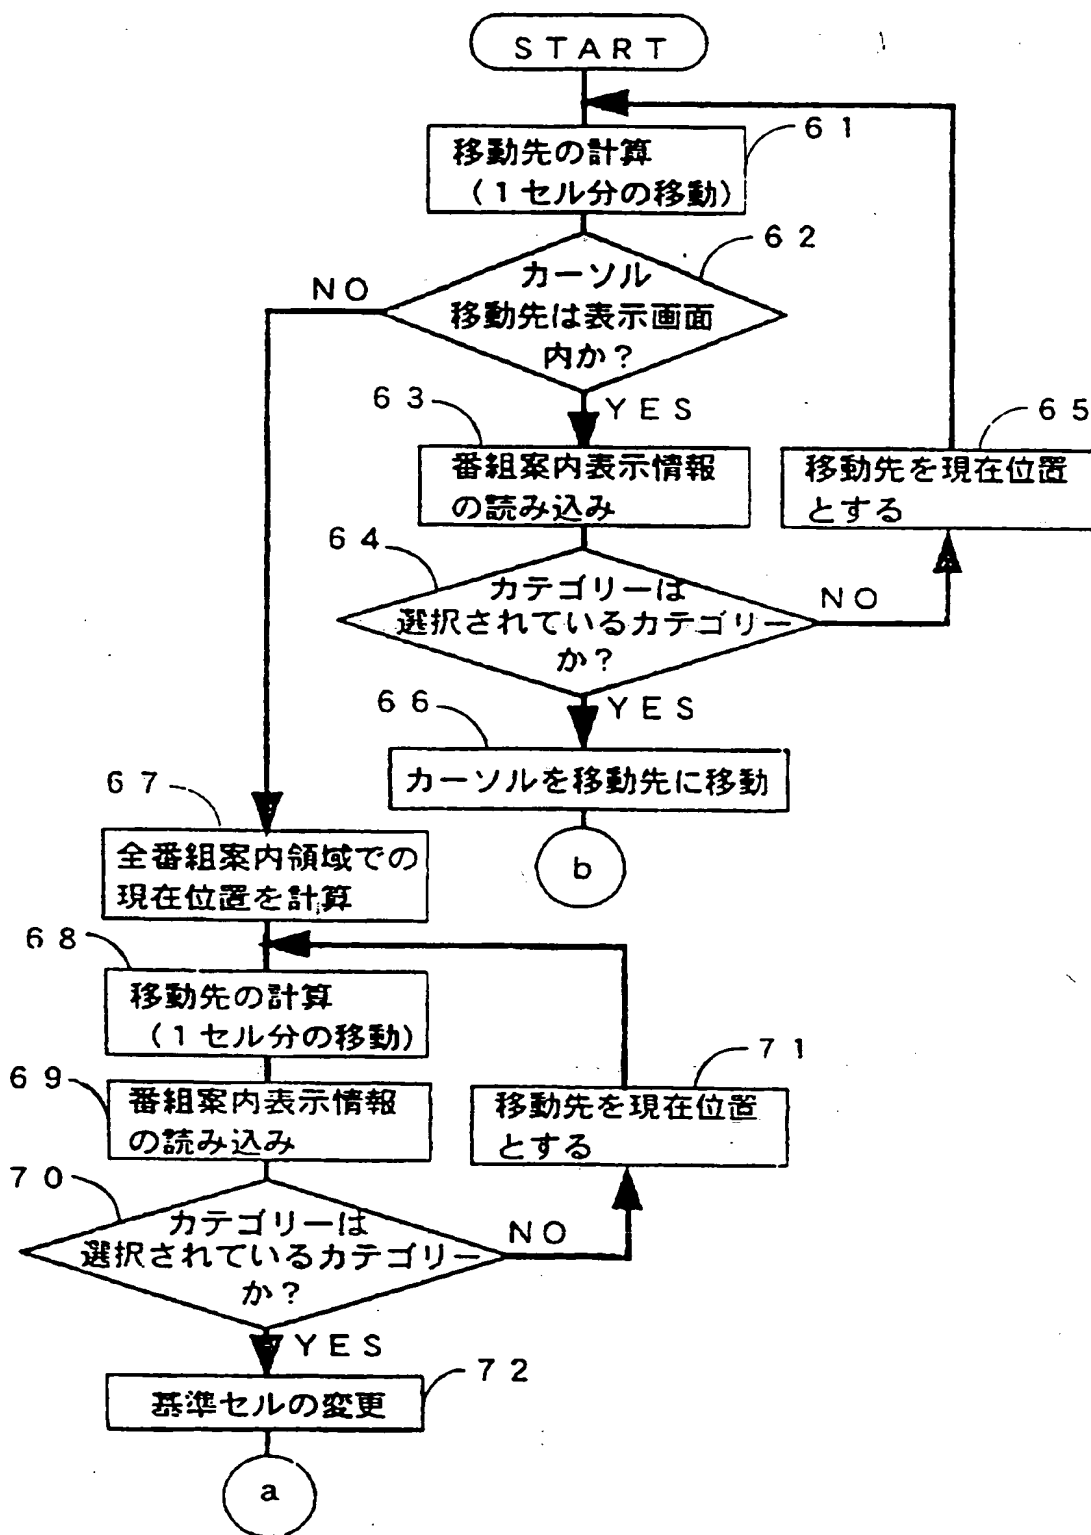 START
61
移動先の計算
(1セル分の移動)
62
カーソル
移動先は表示画面
内か?
NO
YES
63
番組案内表示情報
の読み込み
65
移動先を現在位置
とする
64
カテゴリーは
選択されているカテゴリー
か?
NO
YES
66
カーソルを移動先に移動
b
67
全番組案内領域での
現在位置を計算
68
移動先の計算
(1セル分の移動)
69
番組案内表示情報
の読み込み
71
移動先を現在位置
とする
70
カテゴリーは
選択されているカテゴリー
か?
NO
YES
72
基準セルの変更
a